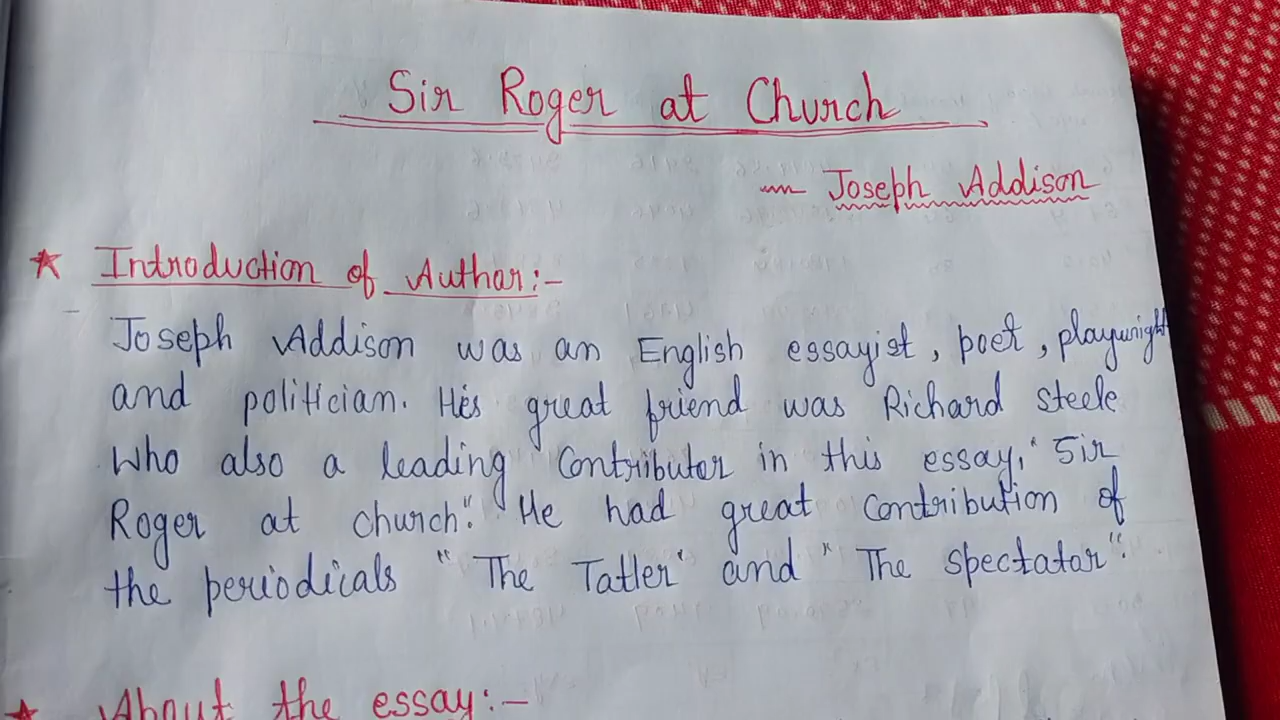 Sir Roger at Church
Joseph Addison
★ Introduction of Author:-
Joseph Addison was an English essayist, poet, playwright
and politician. His great friend was Richard steele
who also a leading Contributer in this essay, "Sir
Roger at church". He had great contribution of
the periodicals "The Tatler" and "The spectator".
★ About the essay:-